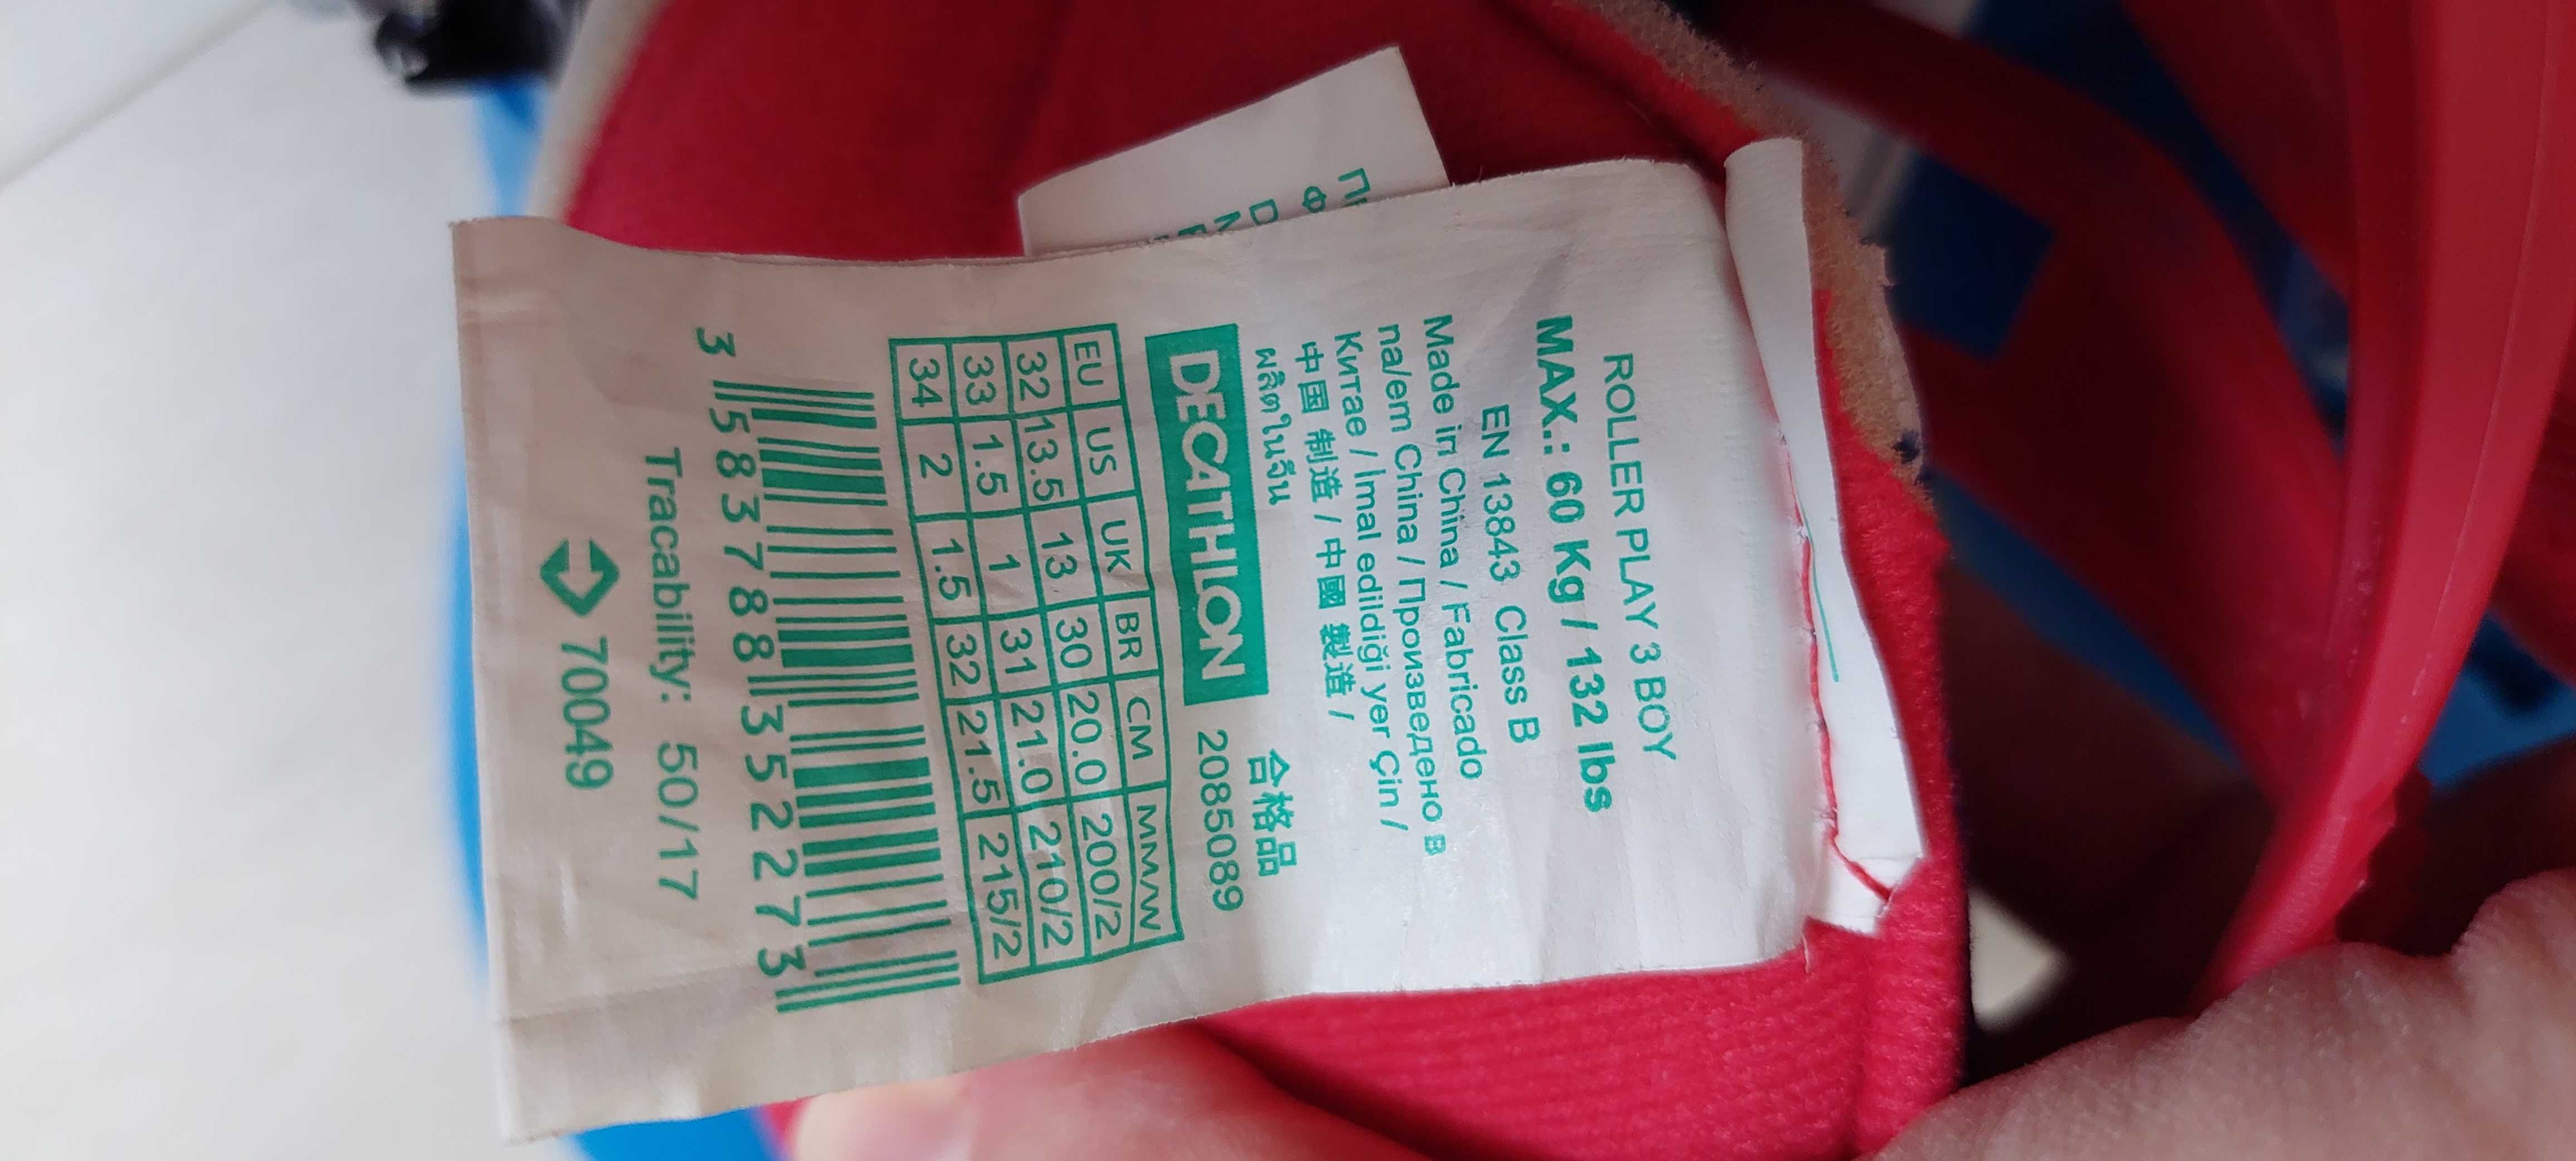 ROLLER PLAY 3 BOY
MAX.: 60 Kg / 132 lbs
EN 13843 Class B
Made in China / Fabricado
na/em China / Произведено в
Китае / İmal edildiği yer Çin /
中国 制造 / 中國 製造 /
ผลิตในจีน
合格品
DECATHLON 2085089
EU US UK BR CM MM/W
32 13.5 13 30 20.0 200/2
33 1.5 1 31 21.0 210/2
34 2 1.5 32 21.5 215/2
3 583788 352273
Tracability: 50/17
70049